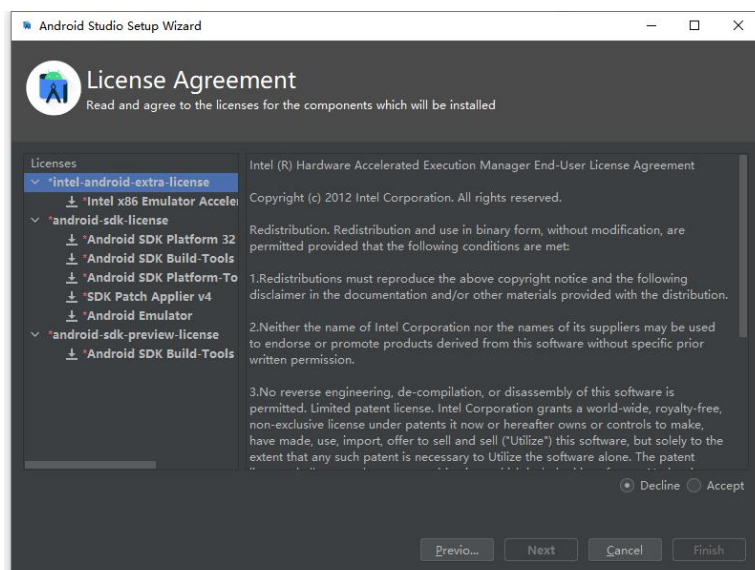 Android Studio Setup Wizard
License Agreement
Read and agree to the licenses for the components which will be installed
Licenses
*intel-android-extra-license
*Intel x86 Emulator Acceler
*android-sdk-license
*Android SDK Platform 32
*Android SDK Build-Tools
*Android SDK Platform-To
*SDK Patch Applier v4
*Android Emulator
*android-sdk-preview-license
*Android SDK Build-Tools
Intel (R) Hardware Accelerated Execution Manager End-User License Agreement
Copyright (c) 2012 Intel Corporation. All rights reserved.
Redistribution. Redistribution and use in binary form, without modification, are
permitted provided that the following conditions are met:
1.Redistributions must reproduce the above copyright notice and the following
disclaimer in the documentation and/or other materials provided with the distribution.
2.Neither the name of Intel Corporation nor the names of its suppliers may be used
to endorse or promote products derived from this software without specific prior
written permission.
3.No reverse engineering, de-compilation, or disassembly of this software is
permitted. Limited patent license. Intel Corporation grants a world-wide, royalty-free,
non-exclusive license under patents it now or hereafter owns or controls to make,
have made, use, import, offer to sell and sell ("Utilize") this software, but solely to the
extent that any such patent is necessary to Utilize the software alone. The patent
Decline
Accept
Previo...
Next
Cancel
Finish